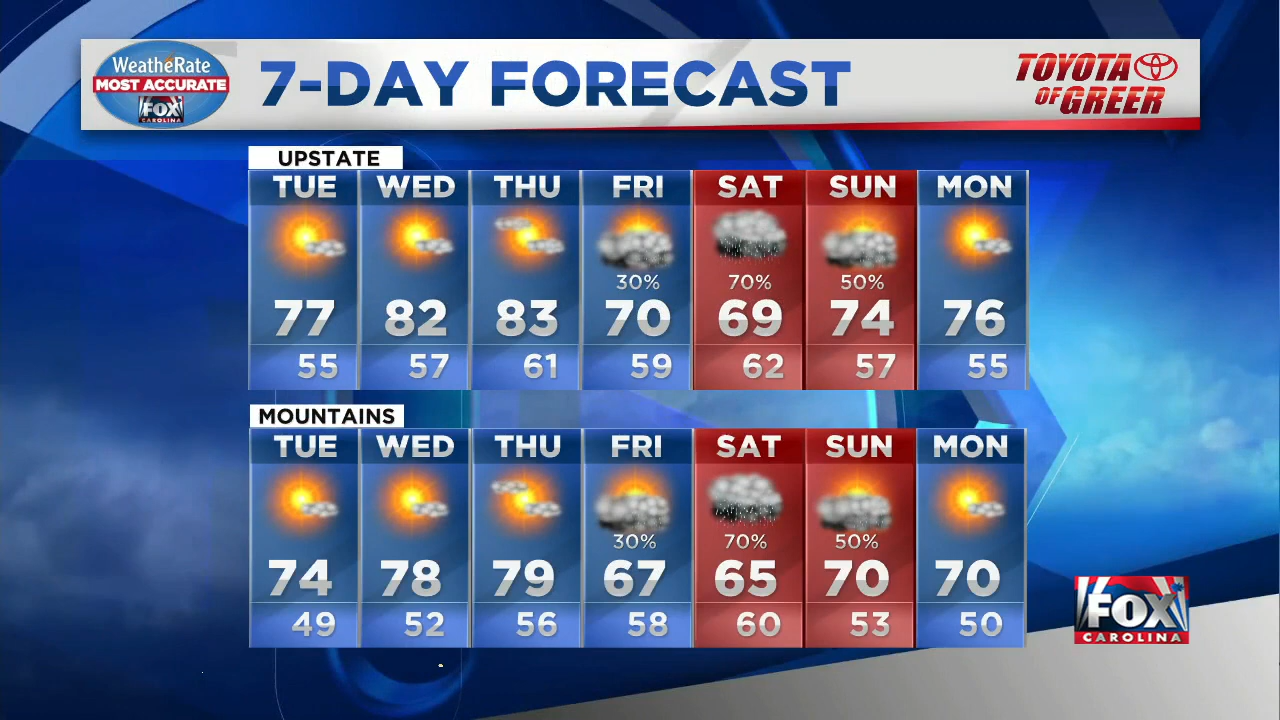 WeatheRate
MOST ACCURATE
FOX
CAROLINA
7-DAY FORECAST
TOYOTA
OF GREER
UPSTATE
TUE WED THU FRI SAT SUN MON
30% 70% 50%
77 82 83 70 69 74 76
55 57 61 59 62 57 55
MOUNTAINS
TUE WED THU FRI SAT SUN MON
30% 70% 50%
74 78 79 67 65 70 70
49 52 56 58 60 53 50
FOX
CAROLINA